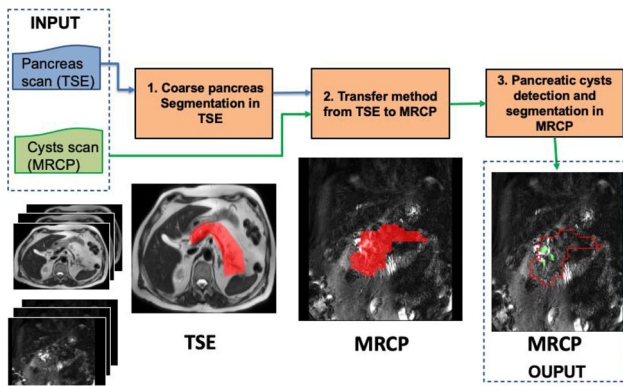 INPUT
Pancreas
scan (TSE)
Cysts scan
(MRCP)
1. Coarse pancreas
Segmentation in
TSE
2. Transfer method
from TSE to MRCP
3. Pancreatic cysts
detection and
segmentation in
MRCP
TSE
MRCP
MRCP
OUPUT